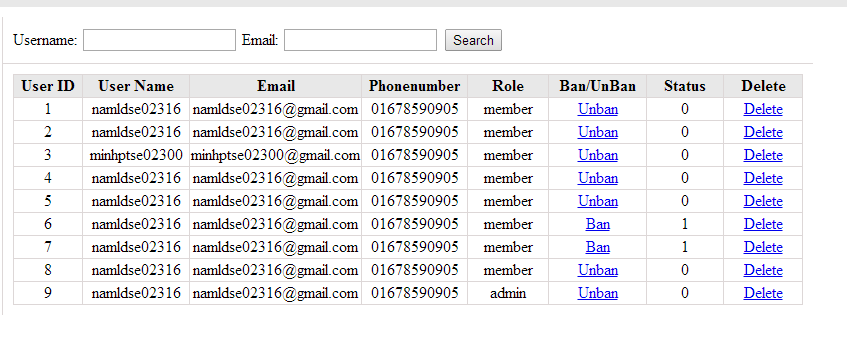 Username: Email: Search
User ID User Name Email Phonenumber Role Ban/UnBan Status Delete
1 namldse02316 namldse02316@gmail.com 01678590905 member Unban 0 Delete
2 namldse02316 namldse02316@gmail.com 01678590905 member Unban 0 Delete
3 minhptse02300 minhptse02300@gmail.com 01678590905 member Unban 0 Delete
4 namldse02316 namldse02316@gmail.com 01678590905 member Unban 0 Delete
5 namldse02316 namldse02316@gmail.com 01678590905 member Unban 0 Delete
6 namldse02316 namldse02316@gmail.com 01678590905 member Ban 1 Delete
7 namldse02316 namldse02316@gmail.com 01678590905 member Ban 1 Delete
8 namldse02316 namldse02316@gmail.com 01678590905 member Unban 0 Delete
9 namldse02316 namldse02316@gmail.com 01678590905 admin Unban 0 Delete